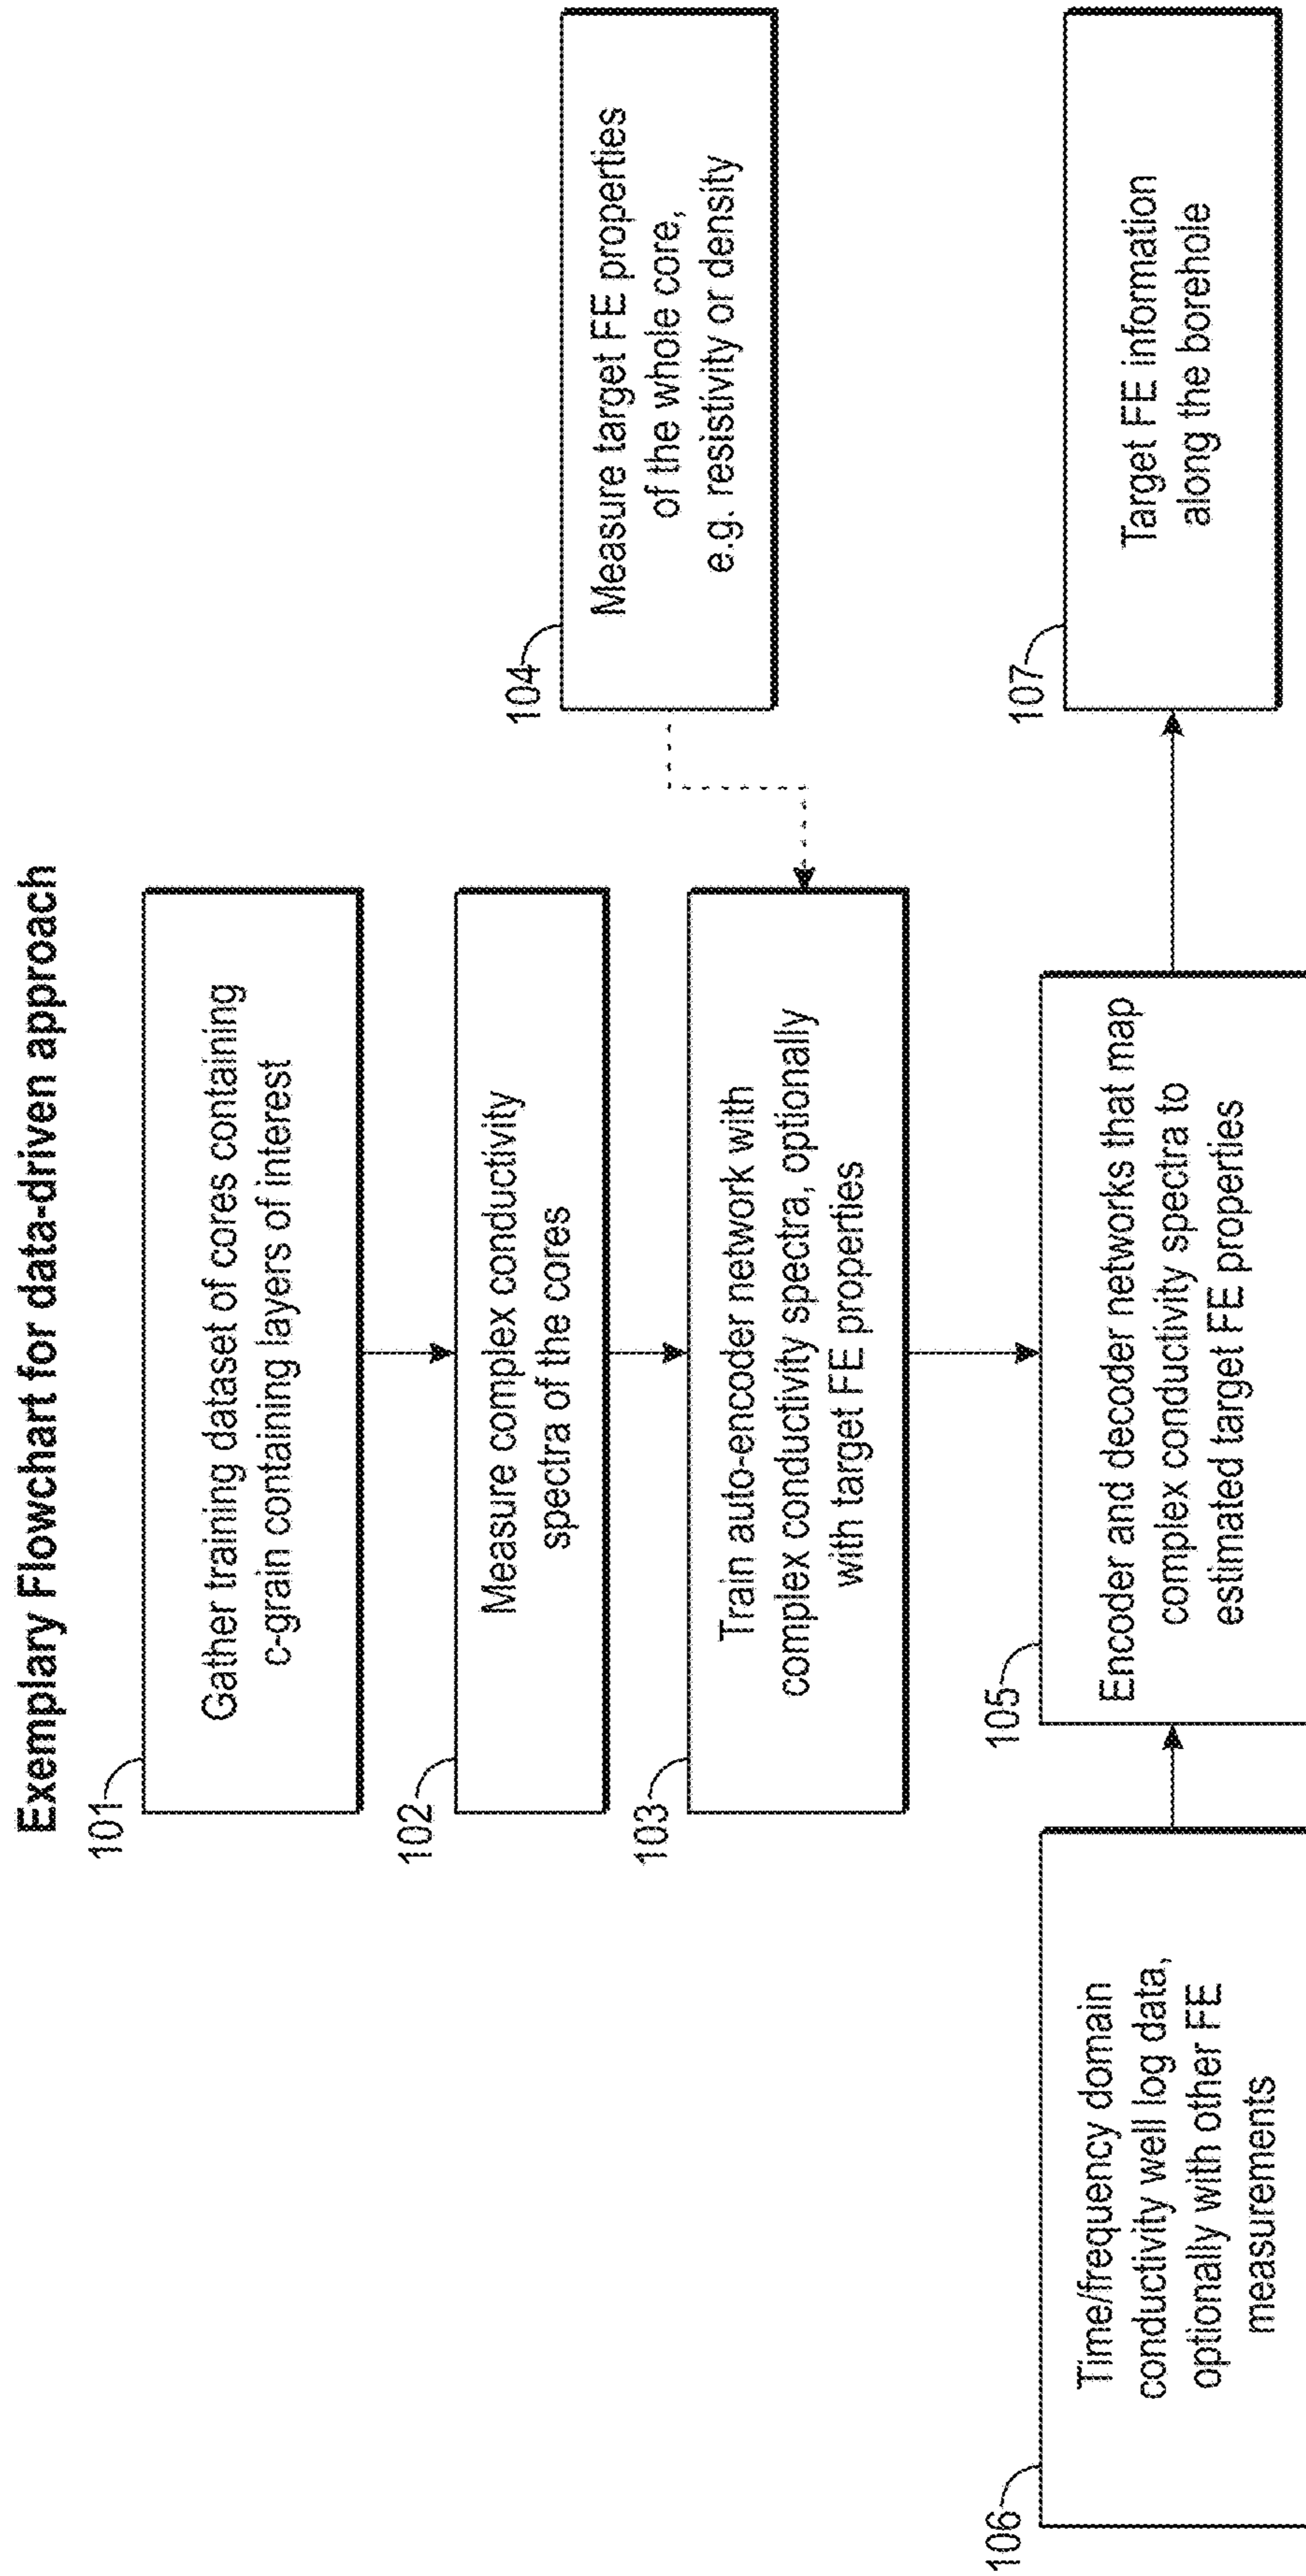 Exemplary Flowchart for data-driven approach
101
Gather training dataset of cores containing
c-grain containing layers of interest
102
Measure complex conductivity
spectra of the cores
103
Train auto-encoder network with
complex conductivity spectra, optionally
with target FE properties
104
Measure target FE properties
of the whole core,
e.g. resistivity or density
106
Time/frequency domain
conductivity well log data,
optionally with other FE
measurements
105
Encoder and decoder networks that map
complex conductivity spectra to
estimated target FE properties
107
Target FE information
along the borehole